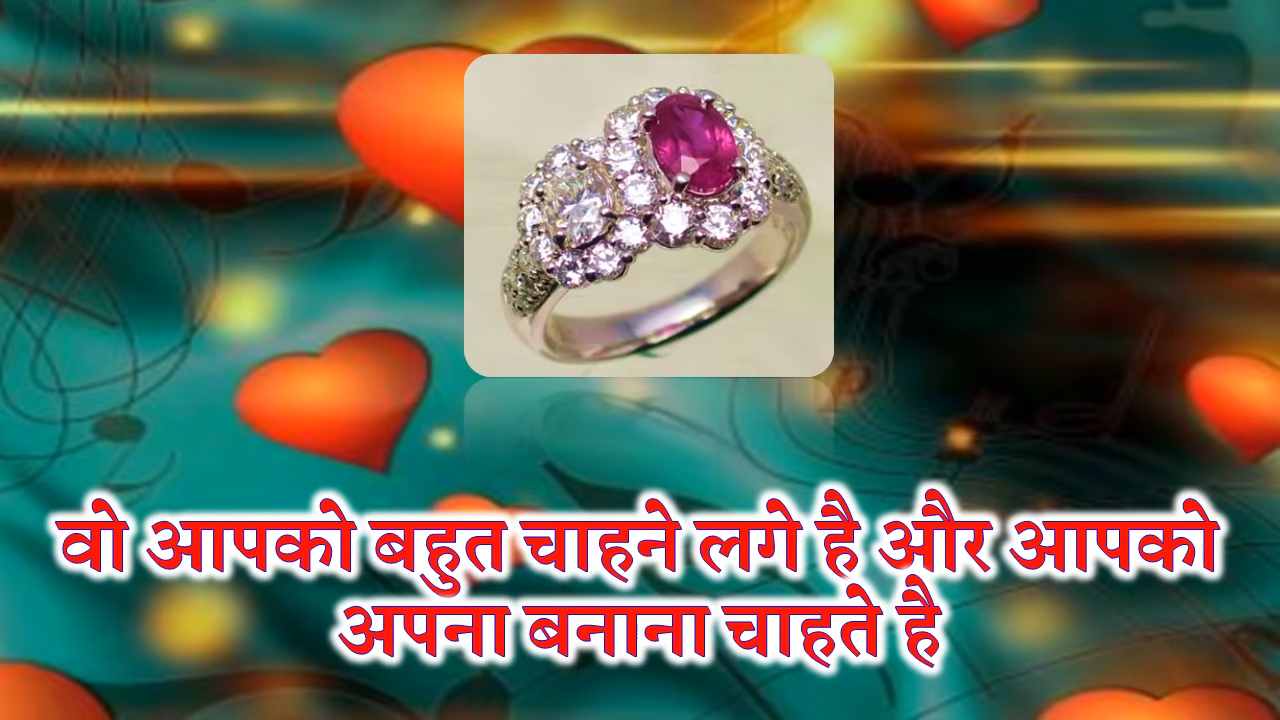 वो आपको बहुत चाहने लगे है और आपको
अपना बनाना चाहते है